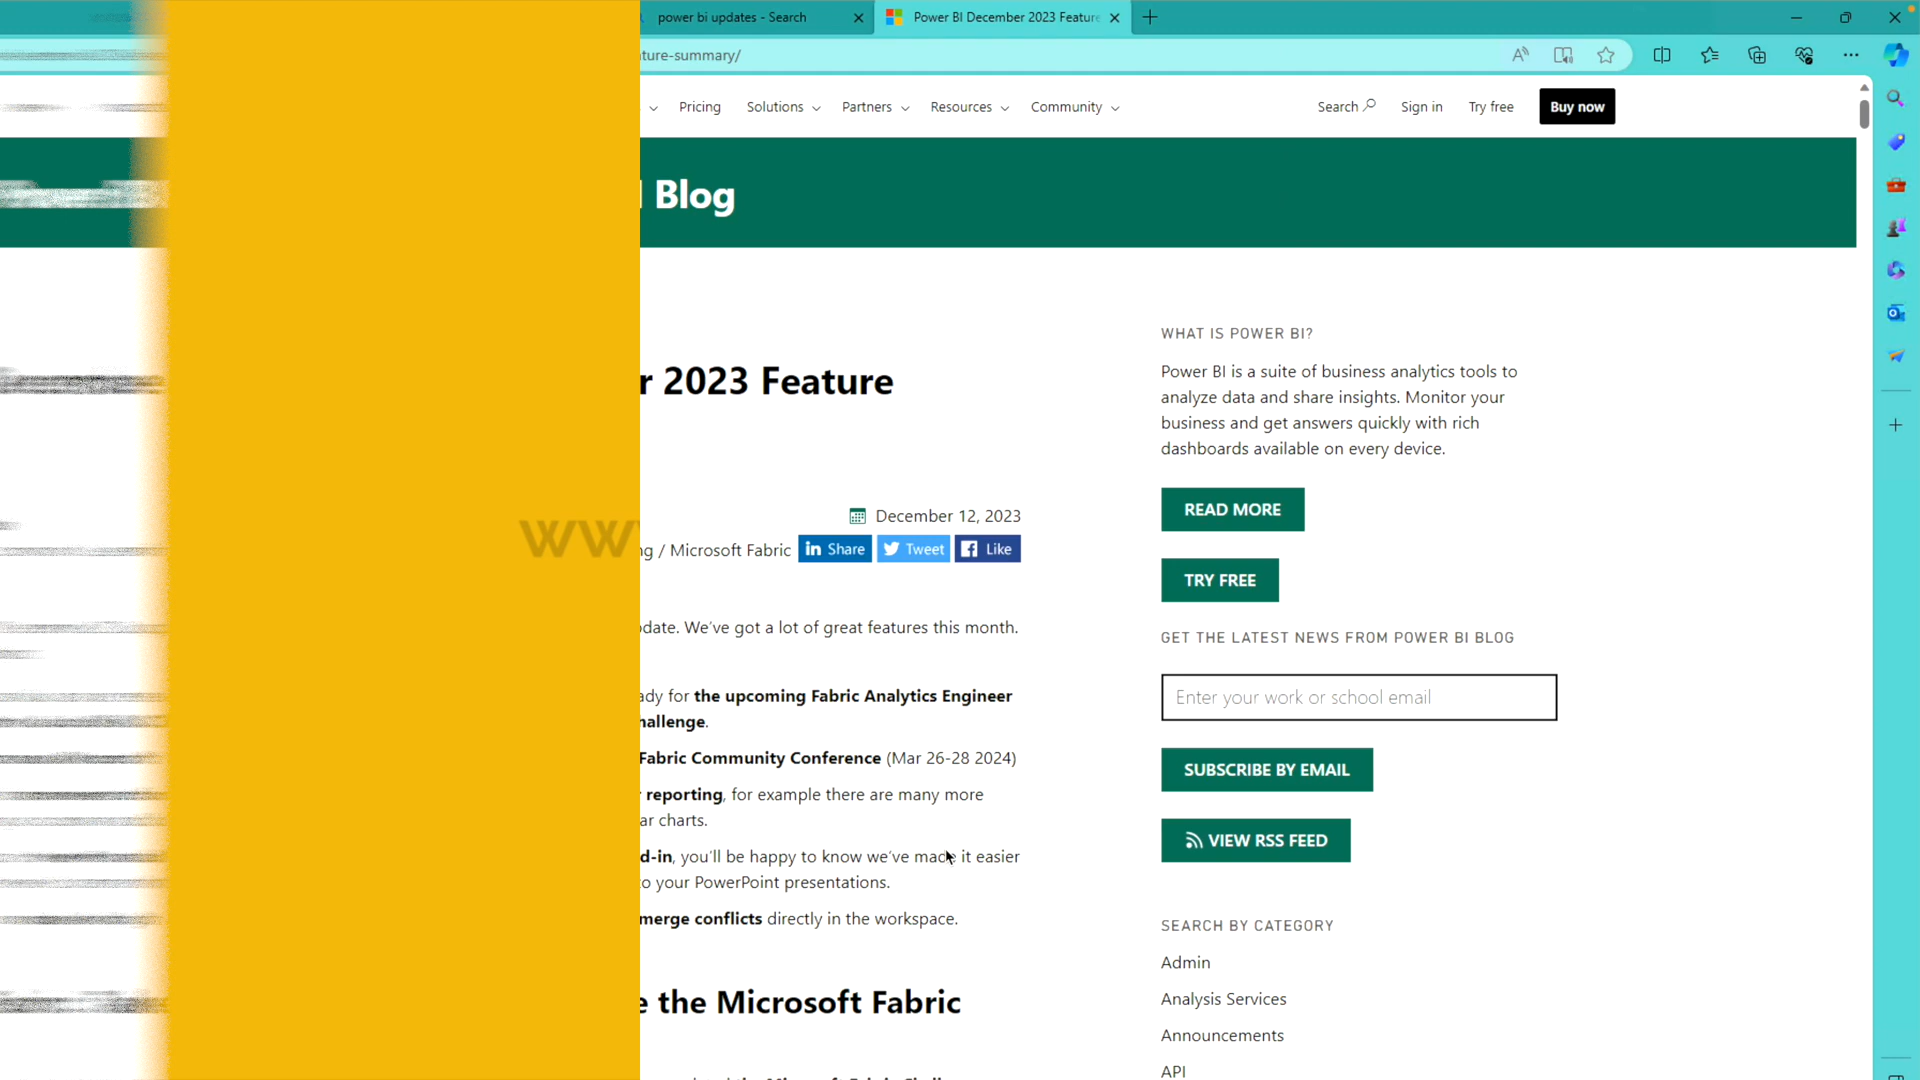 power bi updates - Search
Power BI December 2023 Feature
ture-summary/
Pricing
Solutions
Partners
Resources
Community
Search
Sign in
Try free
Buy now
Blog
r 2023 Feature
December 12, 2023
ng / Microsoft Fabric
Share
Tweet
Like
date. We've got a lot of great features this month.
ady for the upcoming Fabric Analytics Engineer
hallenge.
Fabric Community Conference (Mar 26-28 2024)
reporting, for example there are many more
ar charts.
d-in, you'll be happy to know we've made it easier
o your PowerPoint presentations.
merge conflicts directly in the workspace.
e the Microsoft Fabric
WHAT IS POWER BI?
Power BI is a suite of business analytics tools to
analyze data and share insights. Monitor your
business and get answers quickly with rich
dashboards available on every device.
READ MORE
TRY FREE
GET THE LATEST NEWS FROM POWER BI BLOG
Enter your work or school email
SUBSCRIBE BY EMAIL
VIEW RSS FEED
SEARCH BY CATEGORY
Admin
Analysis Services
Announcements
API